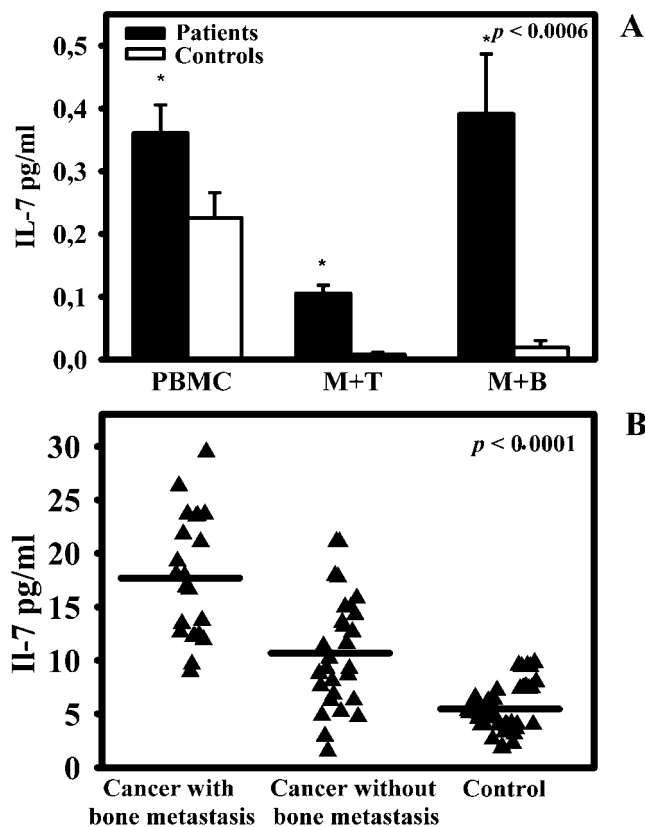 A
Patients
Controls
p < 0.0006
*
*
*
IL-7 pg/ml
0,5
0,4
0,3
0,2
0,1
0,0
PBMC
M+T
M+B
B
p < 0.0001
Il-7 pg/ml
30
25
20
15
10
5
0
Cancer with
bone metastasis
Cancer without
bone metastasis
Control